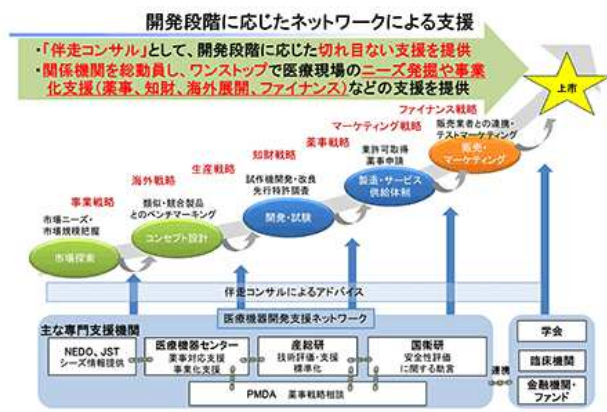 開発段階に応じたネットワークによる支援
・「伴走コンサル」として、開発段階に応じた切れ目ない支援を提供
・関係機関を総動員し、ワンストップで医療現場のニーズ発掘や事業
化支援(薬事、知財、海外展開、ファイナンス)などの支援を提供
上市
ファイナンス戦略
販売業者との連携・
テストマーケティング
マーケティング戦略
販売・
マーケティング
薬事戦略
業許可取得
薬事申請
製造・サービス
供給体制
知財戦略
試作機開発・改良
先行特許調査
開発・試験
生産戦略
海外戦略
類似・競合製品
とのベンチマーキング
コンセプト設計
事業戦略
市場ニーズ・
市場規模把握
市場探索
伴走コンサルによるアドバイス
医療機器開発支援ネットワーク
主な専門支援機関
NEDO、JST
シーズ情報提供
医療機器センター
薬事対応支援
事業化支援
産総研
技術評価・支援
標準化
国衛研
安全性評価
に関する助言
PMDA 薬事戦略相談
連携
学会
臨床機関
金融機関・
ファンド